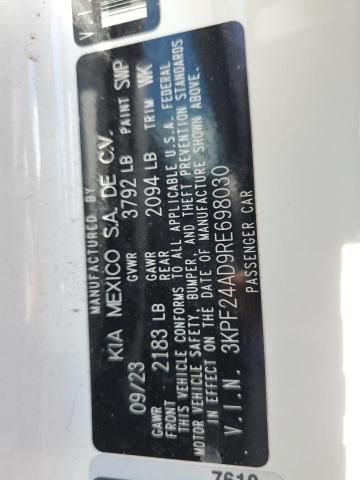 MANUFACTURED BY
KIA MEXICO S.A. DE C.V.
09/23 GVWR 3792 LB PAINT SWP
GAWR FRONT 2183 LB GAWR REAR 2094 LB TRIM WK
THIS VEHICLE CONFORMS TO ALL APPLICABLE U.S.A. FEDERAL
MOTOR VEHICLE SAFETY, BUMPER, AND THEFT PREVENTION STANDARDS
IN EFFECT ON THE DATE OF MANUFACTURE SHOWN ABOVE.
V.I.N. 3KPF24AD9RE698030
PASSENGER CAR
V.I
7610